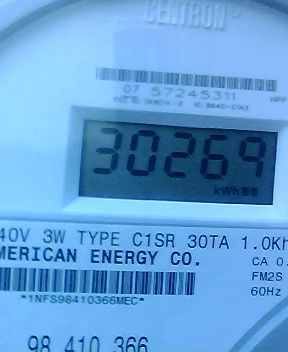 CENTRON®
07 57245311
30269
kWh
40V 3W TYPE C1SR 30TA 1.0Kh
MERICAN ENERGY CO.
CA 0.
FM2S
*1NFS98410366MEC*
60Hz
98 410 366